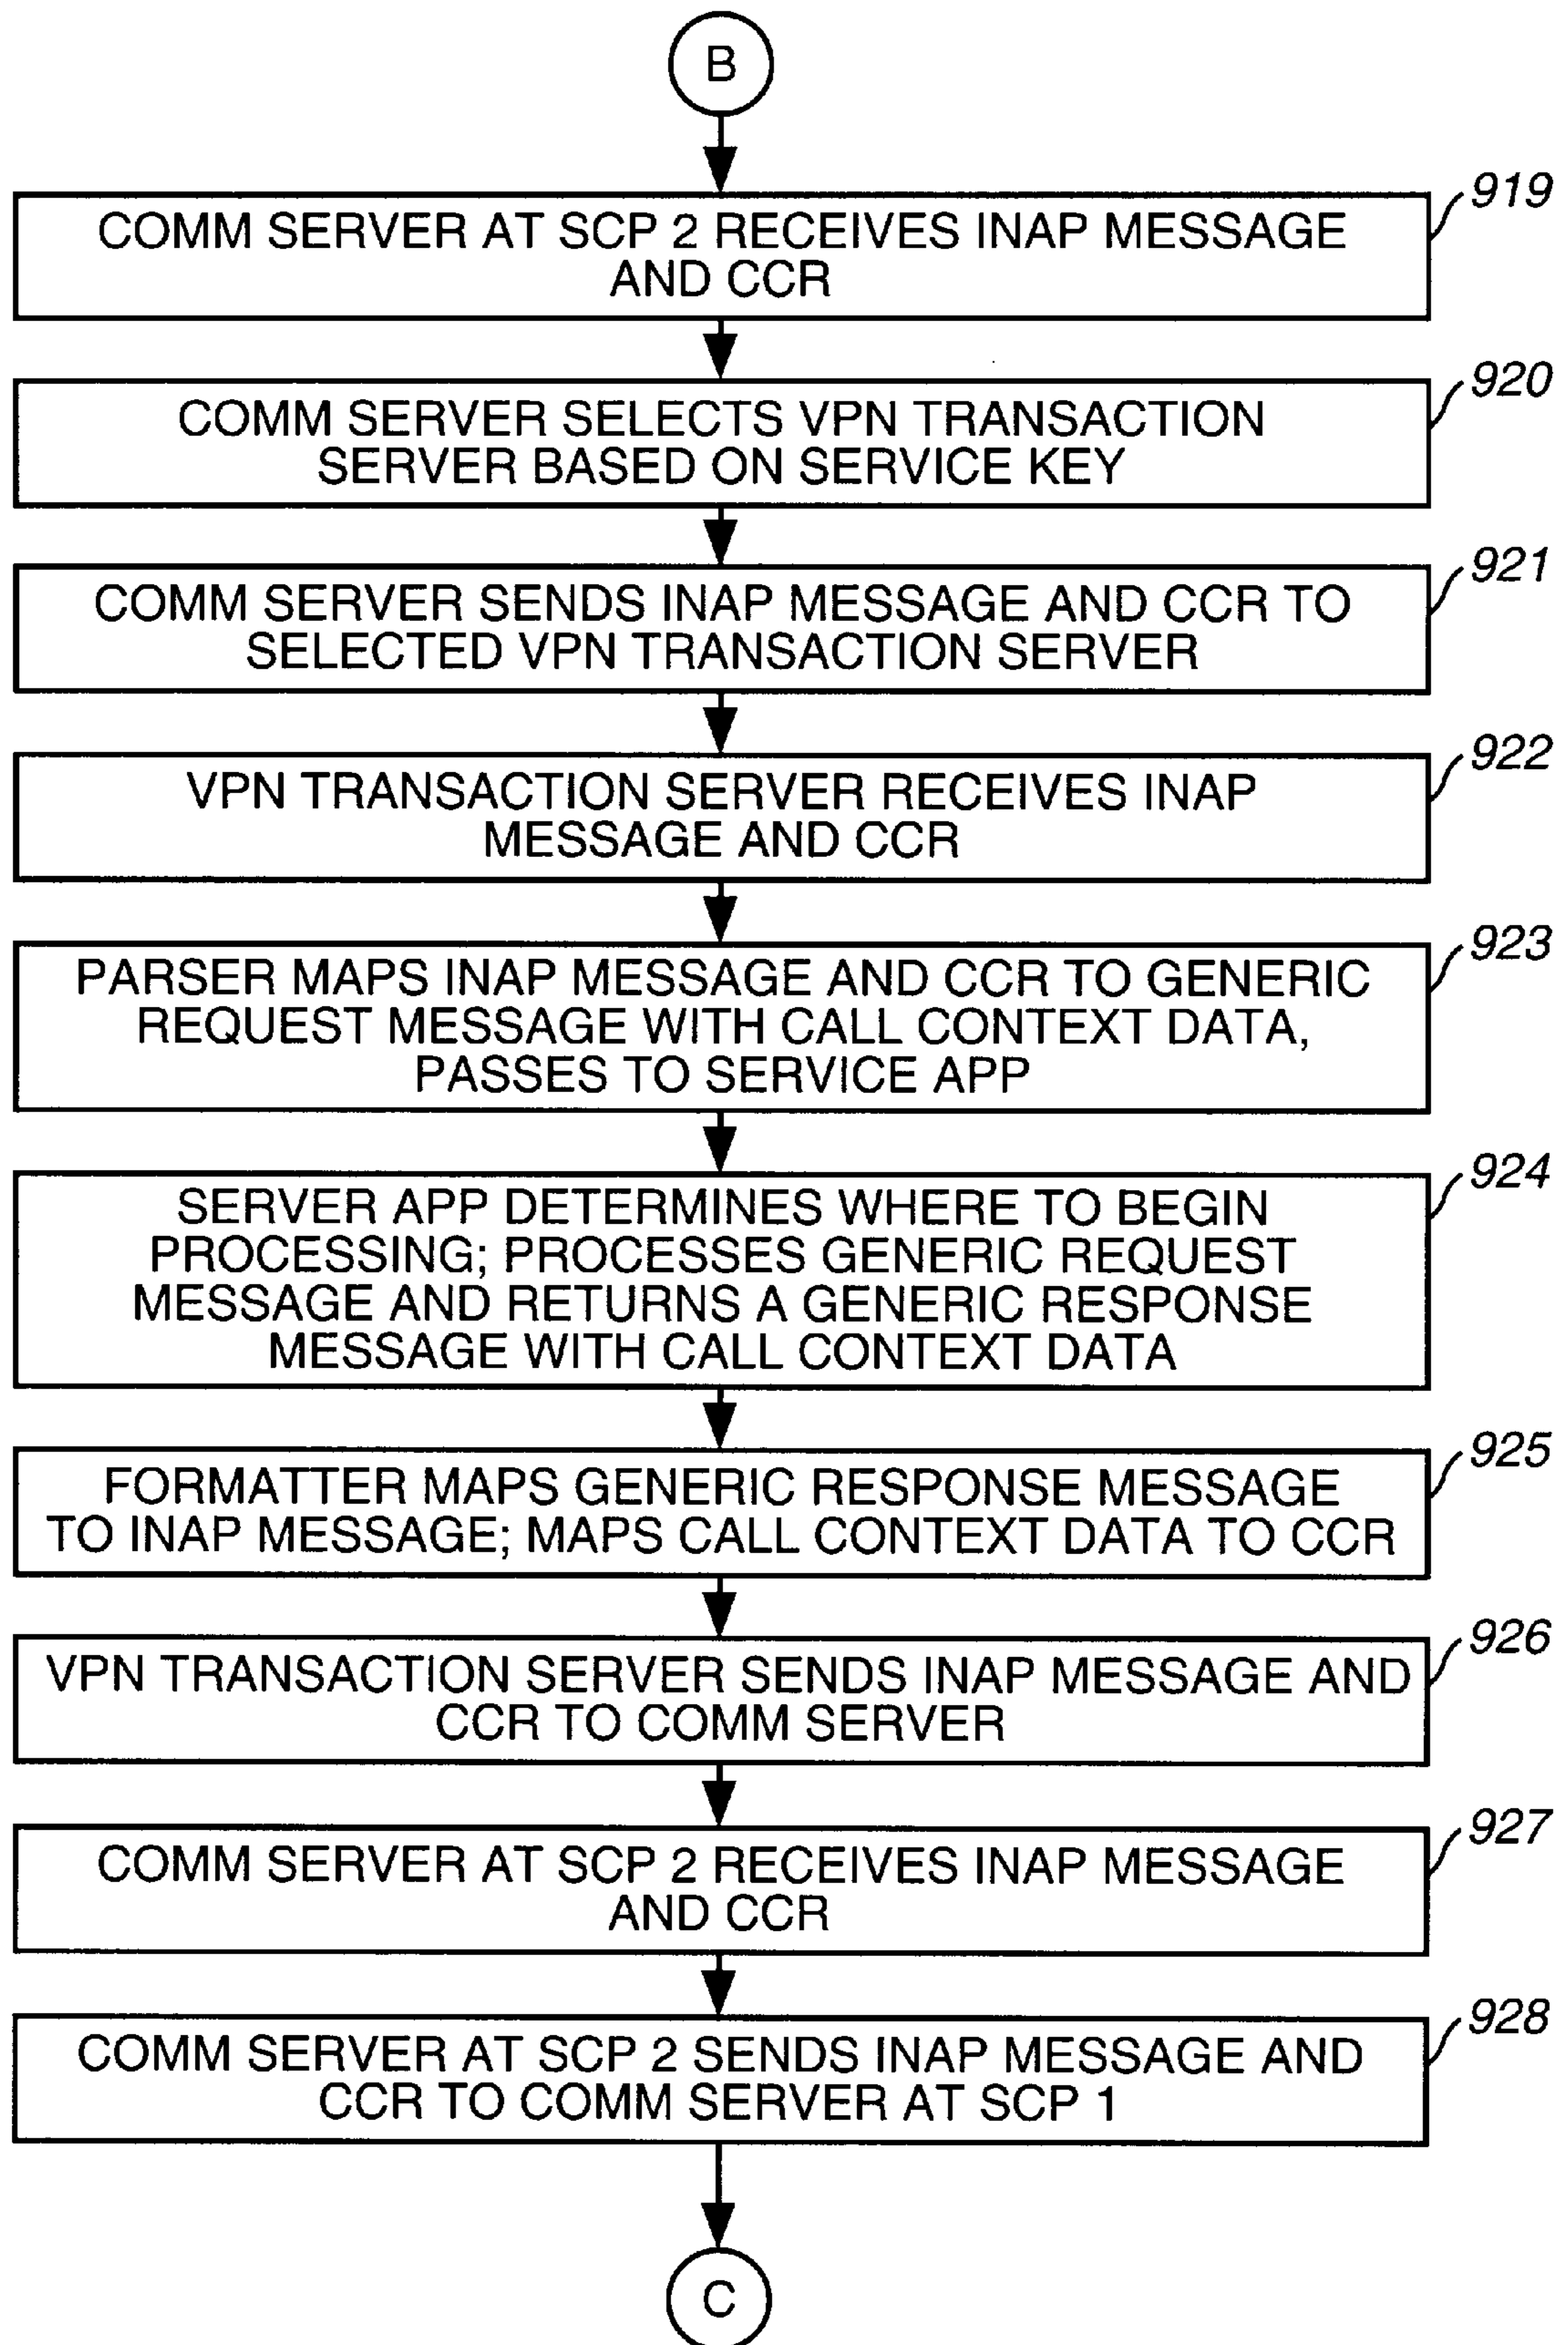 B
919
COMM SERVER AT SCP 2 RECEIVES INAP MESSAGE
AND CCR
920
COMM SERVER SELECTS VPN TRANSACTION
SERVER BASED ON SERVICE KEY
921
COMM SERVER SENDS INAP MESSAGE AND CCR TO
SELECTED VPN TRANSACTION SERVER
922
VPN TRANSACTION SERVER RECEIVES INAP
MESSAGE AND CCR
923
PARSER MAPS INAP MESSAGE AND CCR TO GENERIC
REQUEST MESSAGE WITH CALL CONTEXT DATA,
PASSES TO SERVICE APP
924
SERVER APP DETERMINES WHERE TO BEGIN
PROCESSING; PROCESSES GENERIC REQUEST
MESSAGE AND RETURNS A GENERIC RESPONSE
MESSAGE WITH CALL CONTEXT DATA
925
FORMATTER MAPS GENERIC RESPONSE MESSAGE
TO INAP MESSAGE; MAPS CALL CONTEXT DATA TO CCR
926
VPN TRANSACTION SERVER SENDS INAP MESSAGE AND
CCR TO COMM SERVER
927
COMM SERVER AT SCP 2 RECEIVES INAP MESSAGE
AND CCR
928
COMM SERVER AT SCP 2 SENDS INAP MESSAGE AND
CCR TO COMM SERVER AT SCP 1
C